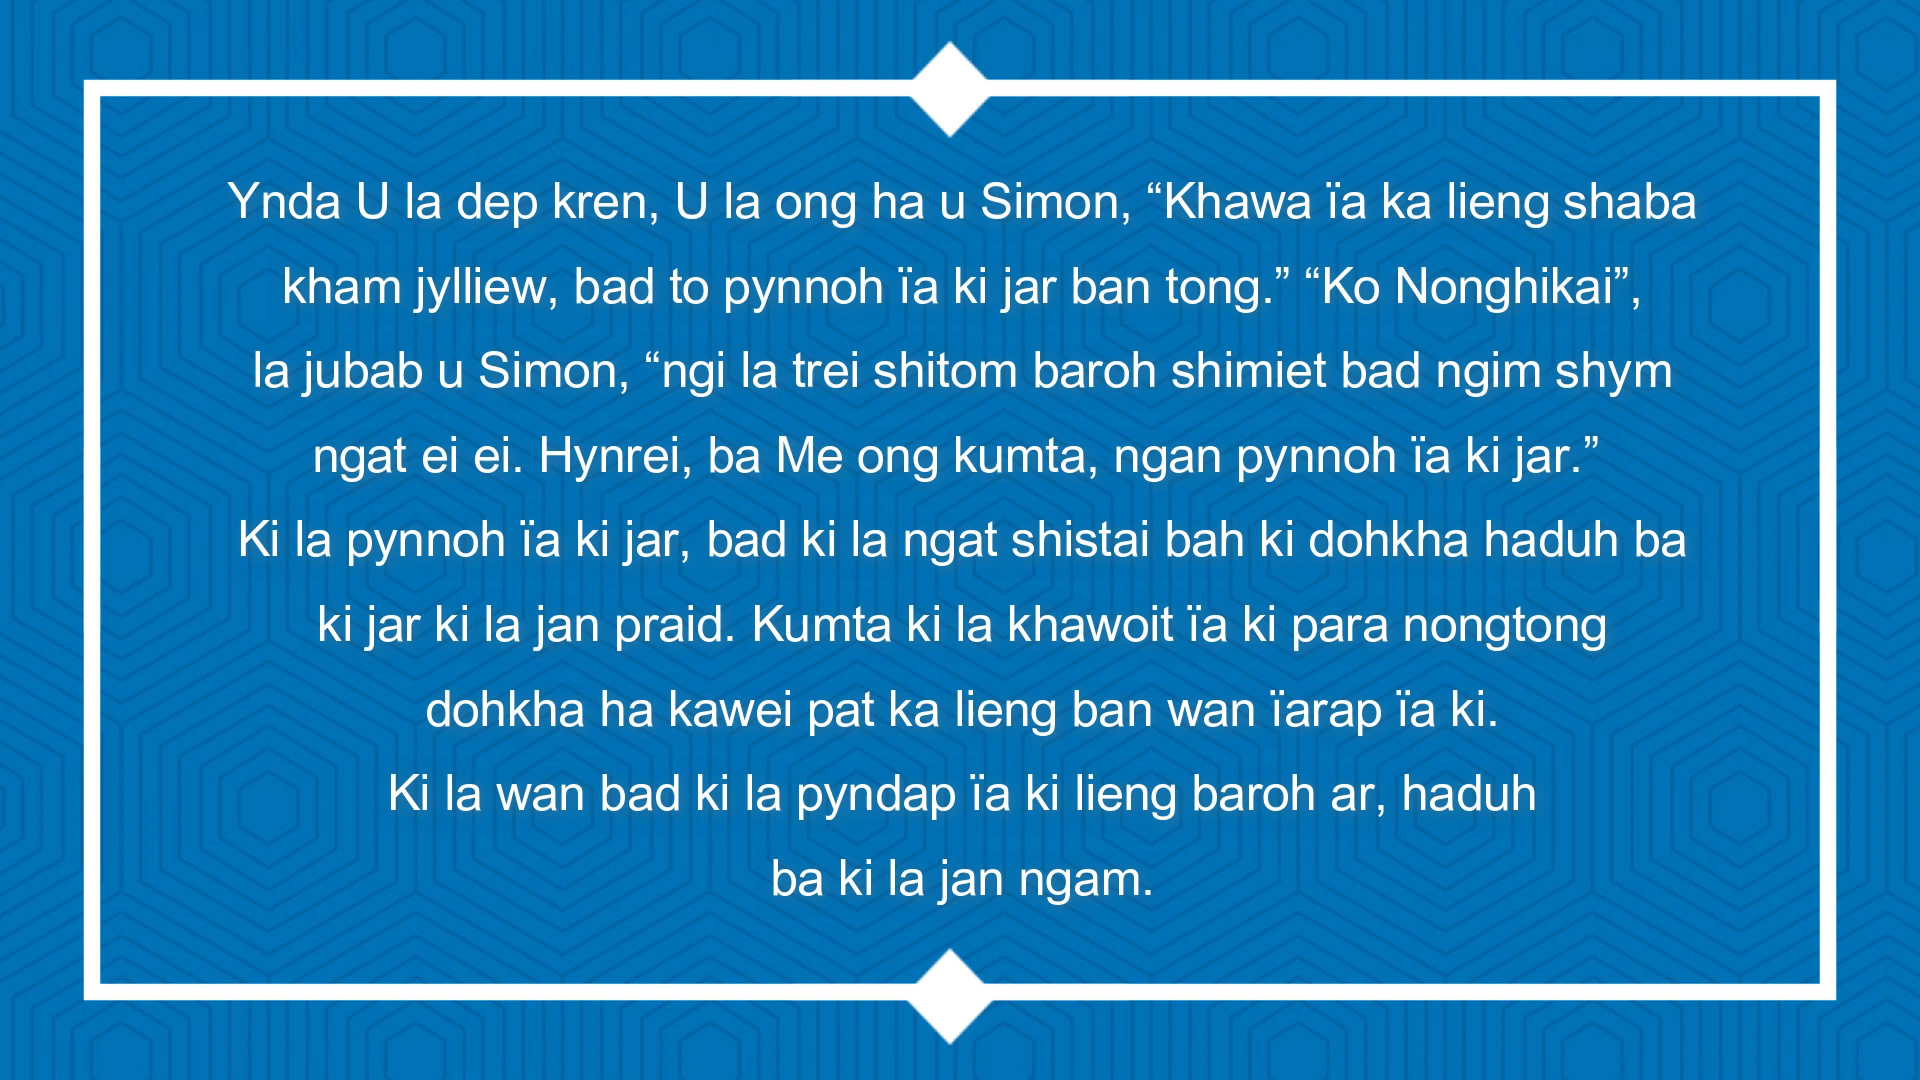 Ynda U la dep kren, U la ong ha u Simon, “Khawa ïa ka lieng shaba
kham jylliew, bad to pynnoh ïa ki jar ban tong.” “Ko Nonghikai”,
la jubab u Simon, “ngi la trei shitom baroh shimiet bad ngim shym
ngat ei ei. Hynrei, ba Me ong kumta, ngan pynnoh ïa ki jar.”
Ki la pynnoh ïa ki jar, bad ki la ngat shistai bah ki dohkha haduh ba
ki jar ki la jan praid. Kumta ki la khawoit ïa ki para nongtong
dohkha ha kawei pat ka lieng ban wan ïarap ïa ki.
Ki la wan bad ki la pyndap ïa ki lieng baroh ar, haduh
ba ki la jan ngam.